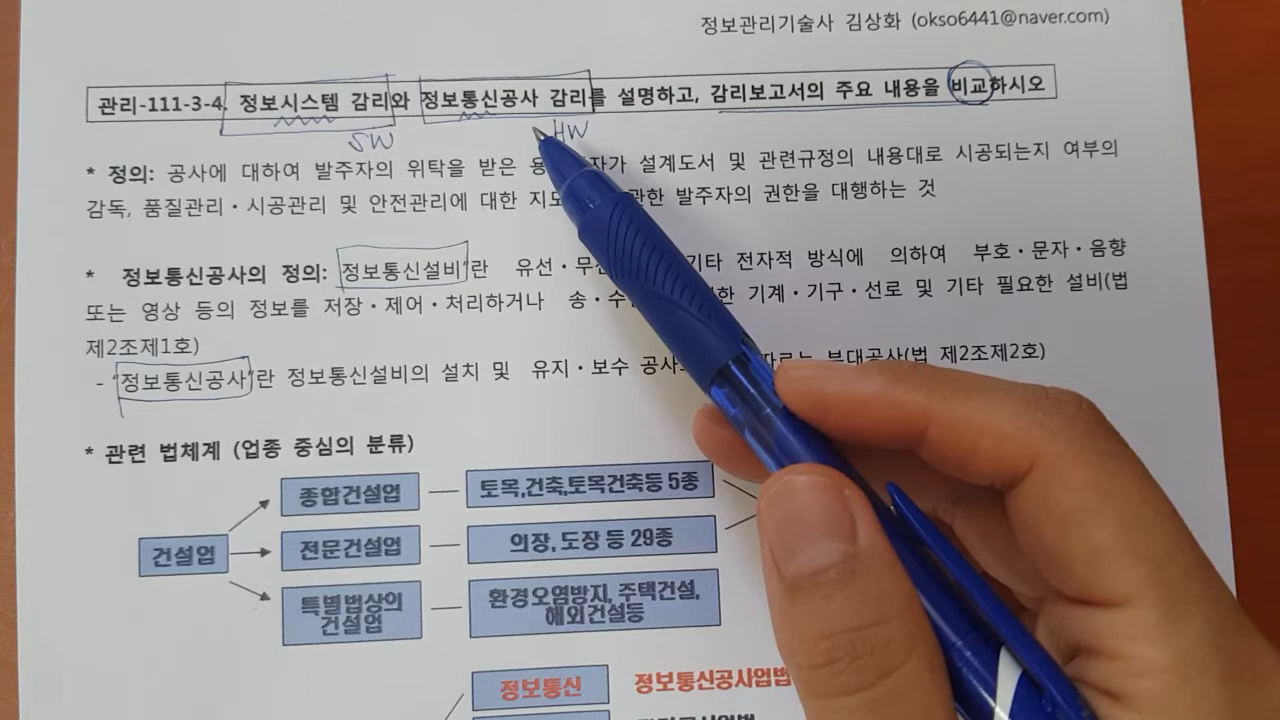 정보관리기술사 김상화 (okso6441@naver.com)
관리-111-3-4. 정보시스템 감리와 정보통신공사 감리를 설명하고, 감리보고서의 주요 내용을 비교하시오
SW HW
* 정의: 공사에 대하여 발주자의 위탁을 받은 가 설계도서 및 관련규정의 내용대로 시공되는지 여부의
감독, 품질관리·시공관리 및 안전관리에 대한 발주자의 권한을 대행하는 것
* 정보통신공사의 정의: 정보통신설비"란 유선· 기타 전자적 방식에 의하여 부호·문자·음향
또는 영상 등의 정보를 저장·제어·처리하거나 송· 기계·기구·선로 및 기타 필요한 설비(법
제2조제1호)
- "정보통신공사"란 정보통신설비의 설치 및 유지·보수 부대공사(법 제2조제2호)
* 관련 법체계 (업종 중심의 분류)
종합건설업 토목,건축,토목건축등 5종
건설업 전문건설업 의장, 도장 등 29종
특별법상의 환경오염방지, 주택건설,
건설업 해외건설등
정보통신 정보통신공사업법